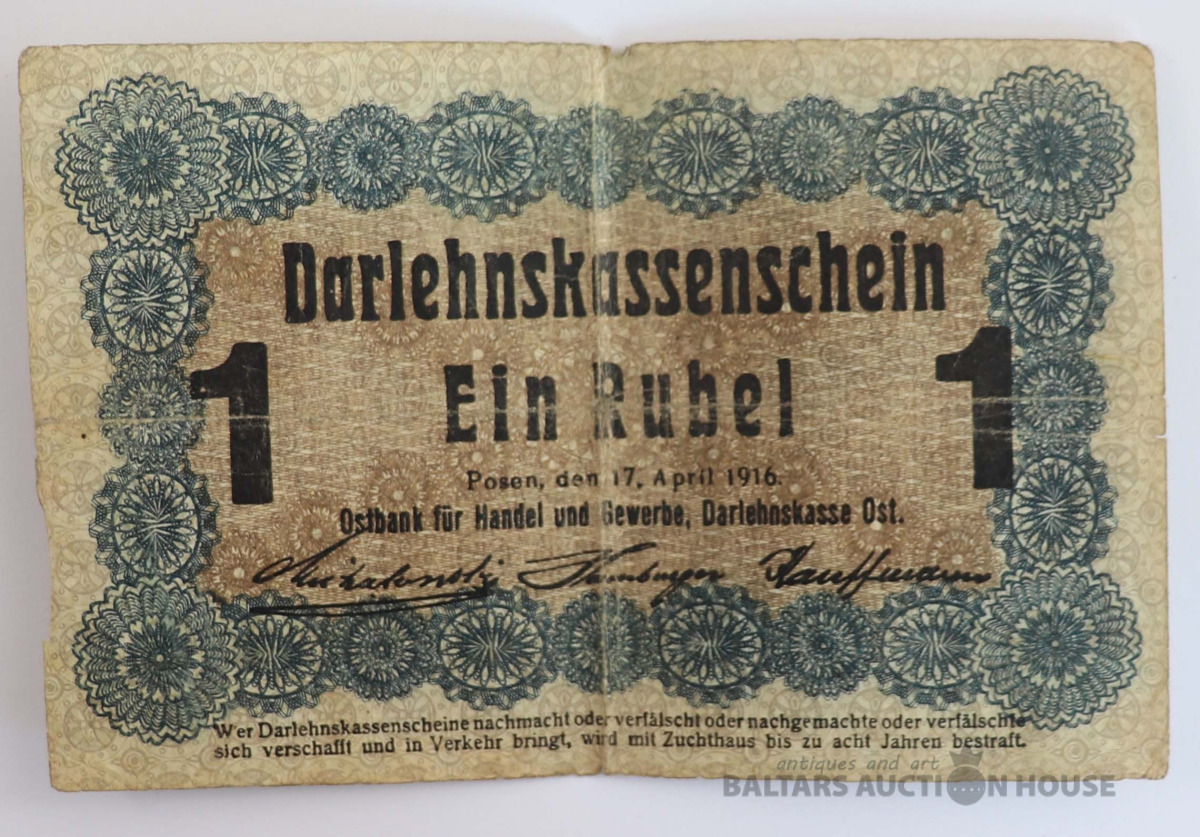 Darlehnskassenschein
1 Ein Rubel 1
Posen, den 17. April 1916.
Ostbank für Handel und Gewerbe, Darlehnskasse Ost.
Kauffmann
Wer Darlehnskassenscheine nachmacht oder verfälscht oder nachgemachte oder verfälschte
sich verschafft und in Verkehr bringt, wird mit Zuchthaus bis zu acht Jahren bestraft.
antiques and art
BALTARS AUCTION HOUSE